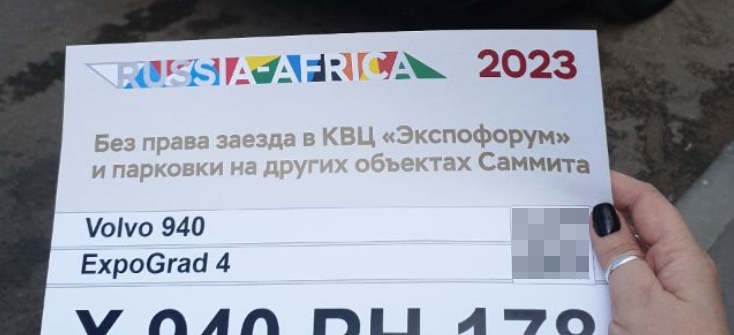 RUSSIA-AFRICA 2023
Без права заезда в КВЦ «Экспофорум»
и парковки на других объектах Саммита
Volvo 940
ExpoGrad 4
Х 940 РН 178